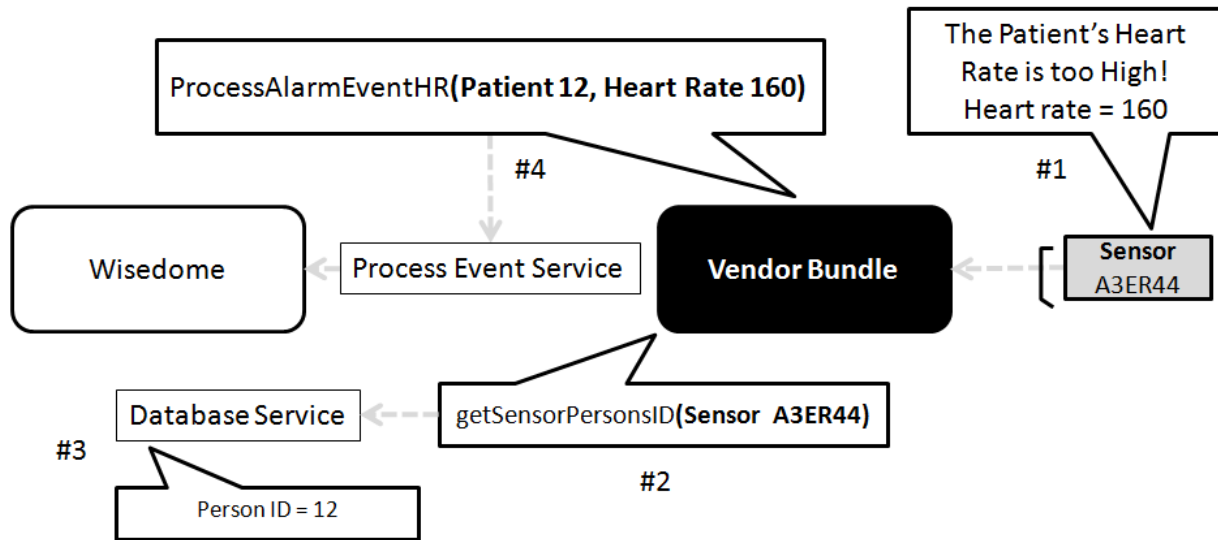 ProcessAlarmEventHR(Patient 12, Heart Rate 160)
The Patient’s Heart
Rate is too High!
Heart rate = 160
#4
#1
Wisedome
Process Event Service
Vendor Bundle
Sensor
A3ER44
Database Service
getSensorPersonsID(Sensor A3ER44)
#3
#2
Person ID = 12